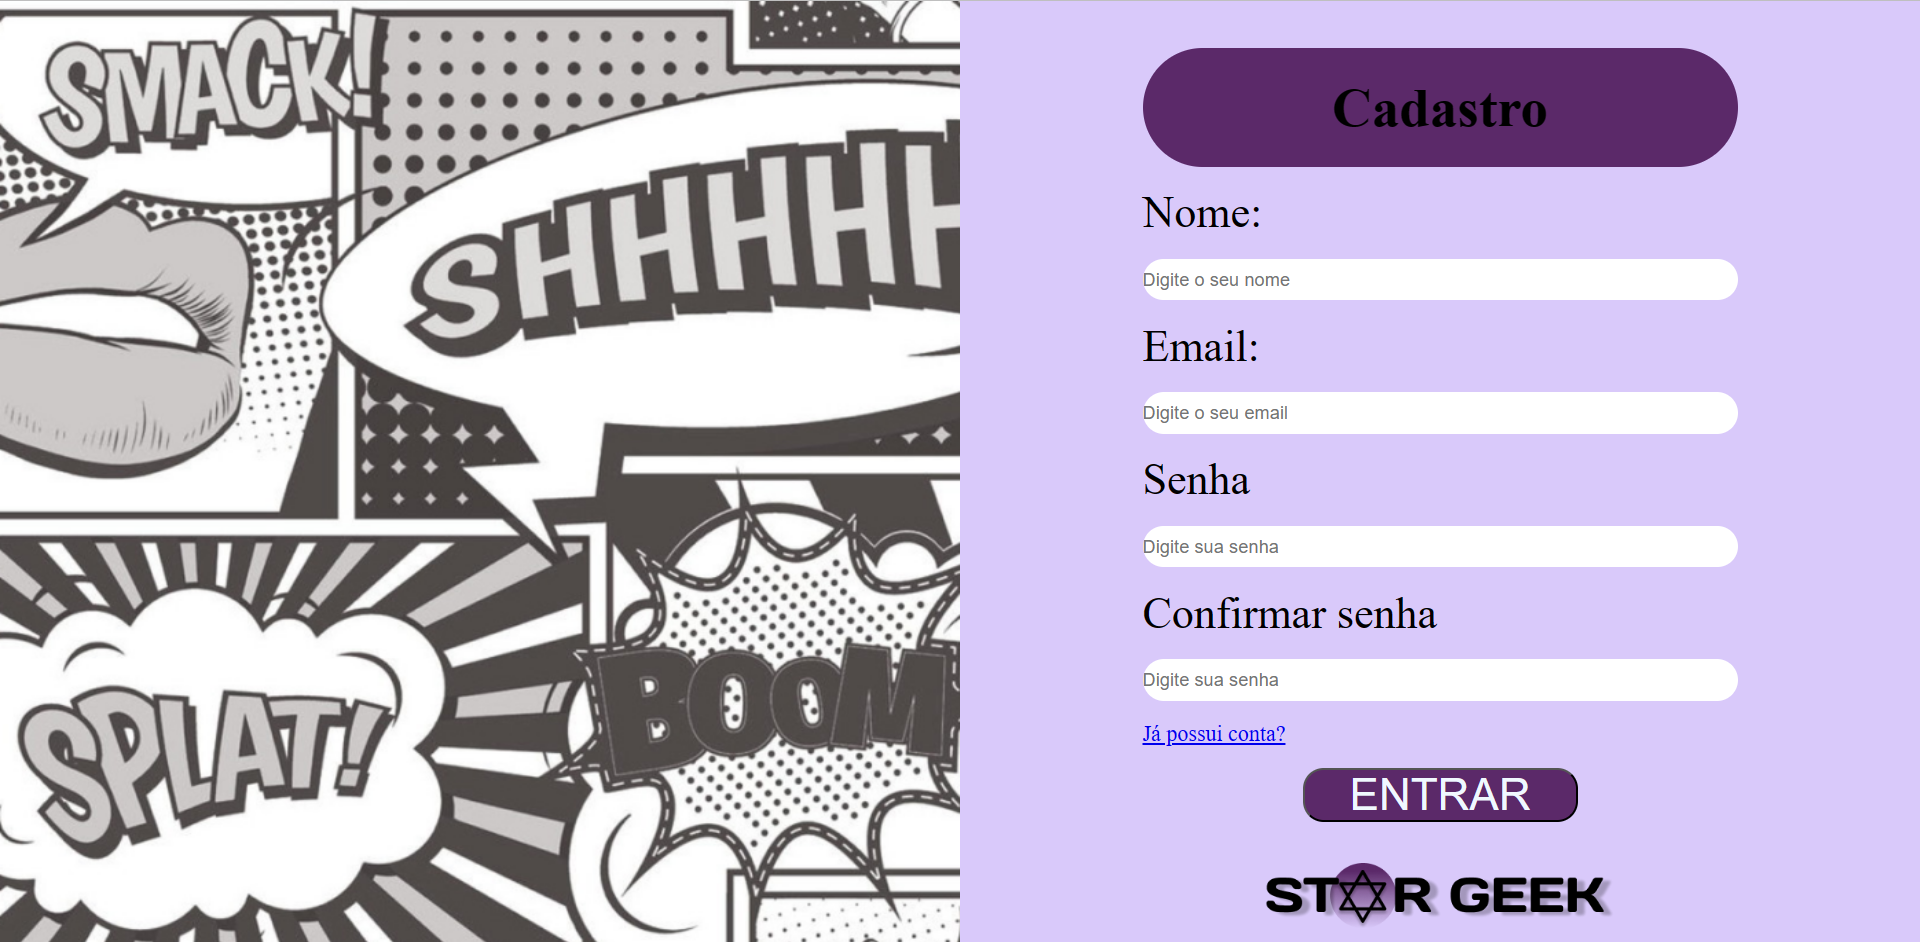 SMACK!
SHHHHH
SPLAT!
BOOM
Cadastro
Nome:
Digite o seu nome
Email:
Digite o seu email
Senha
Digite sua senha
Confirmar senha
Digite sua senha
Já possui conta?
ENTRAR
ST✡R GEEK